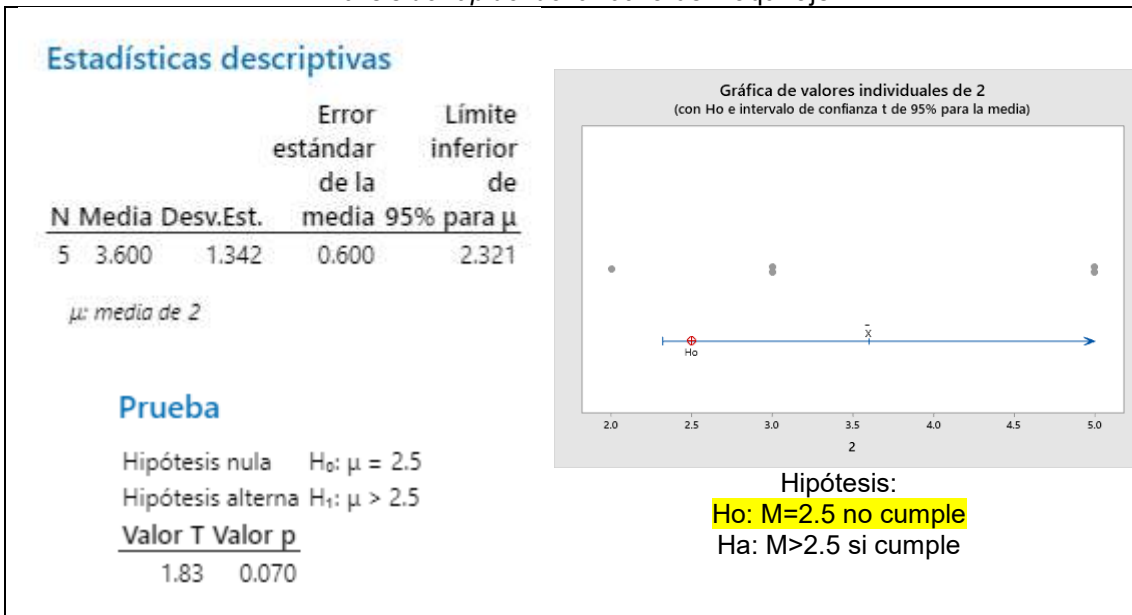 Estadísticas descriptivas
Error Límite
estándar inferior
de la de
N Media Desv.Est. media 95% para μ
5 3.600 1.342 0.600 2.321
μ: media de 2
Prueba
Hipótesis nula H₀: μ = 2.5
Hipótesis alterna H₁: μ > 2.5
Valor T Valor p
1.83 0.070
Gráfica de valores individuales de 2
(con Ho e intervalo de confianza t de 95% para la media)
x̄
Ho
2.0 2.5 3.0 3.5 4.0 4.5 5.0
2
Hipótesis:
Ho: M=2.5 no cumple
Ha: M>2.5 si cumple